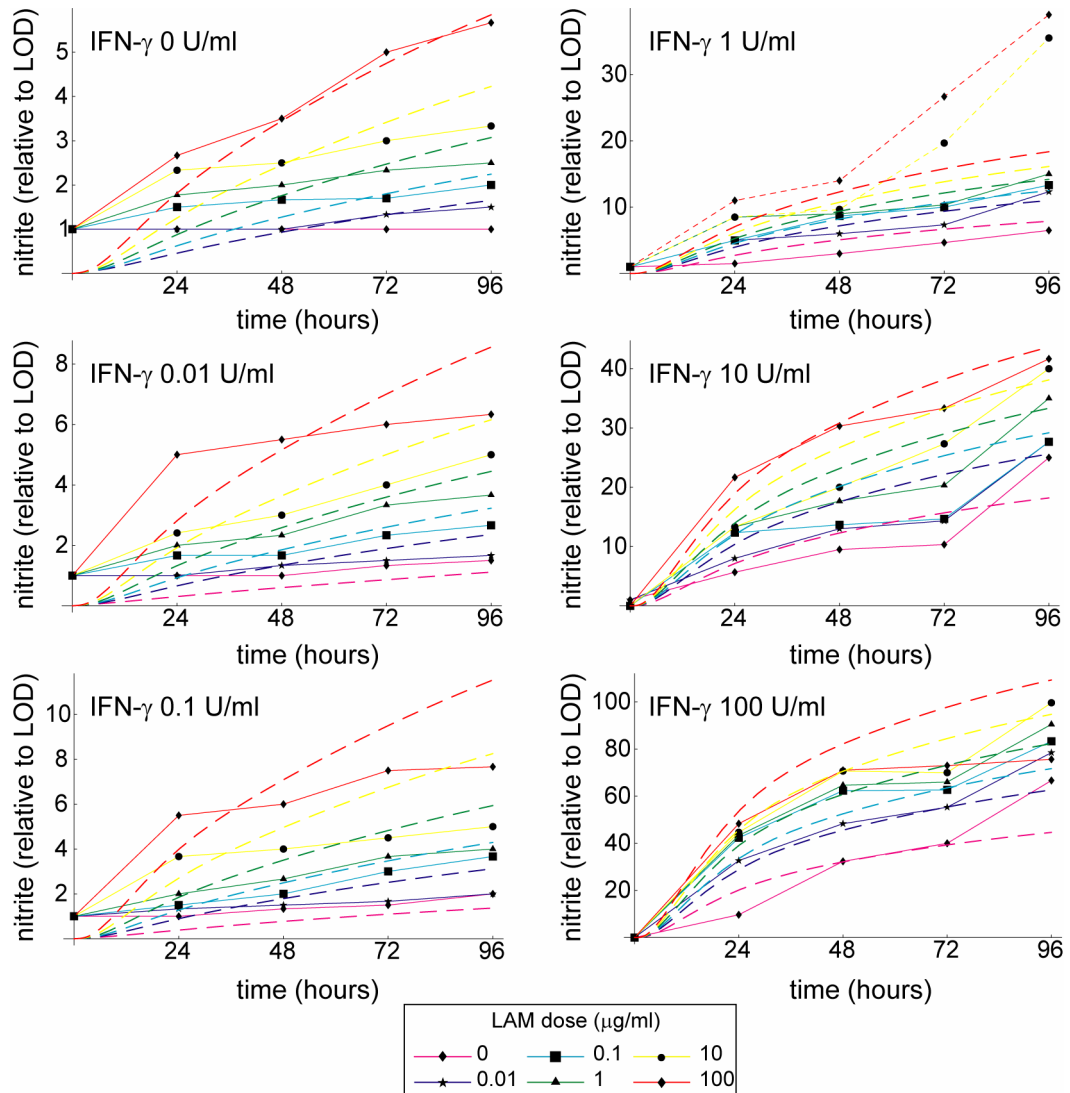 IFN-γ 0 U/ml
nitrite (relative to LOD)
5
4
3
2
1
24 48 72 96
time (hours)
IFN-γ 1 U/ml
nitrite (relative to LOD)
30
20
10
24 48 72 96
time (hours)
IFN-γ 0.01 U/ml
nitrite (relative to LOD)
8
6
4
2
24 48 72 96
time (hours)
IFN-γ 10 U/ml
nitrite (relative to LOD)
40
30
20
10
24 48 72 96
time (hours)
IFN-γ 0.1 U/ml
nitrite (relative to LOD)
10
8
6
4
2
24 48 72 96
time (hours)
IFN-γ 100 U/ml
nitrite (relative to LOD)
100
80
60
40
20
24 48 72 96
time (hours)
LAM dose (μg/ml)
0 0.1 10
0.01 1 100